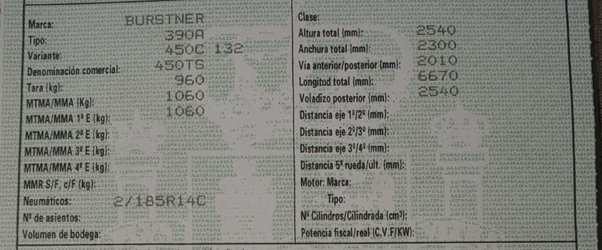 Marca: BURSTNER
Tipo: 390A
Variante: 450C 132
Denominación comercial: 450TS
Tara (kg): 960
MTMA/MMA (Kg): 1060
MTMA/MMA 1º E (kg): 1060
MTMA/MMA 2º E (kg):
MTMA/MMA 3º E (kg):
MTMA/MMA 4º E (kg):
MMR S/F, c/F (kg):
Neumáticos: 2/185R14C
Nº de asientos:
Volumen de bodega:
Clase:
Altura total (mm): 2540
Anchura total (mm): 2300
Via anterior/posterior (mm): 2010
Longitud total (mm): 6670
Voladizo posterior (mm): 2540
Distancia eje 1º/2º (mm):
Distancia eje 2º/3º (mm):
Distancia eje 3º/4º (mm):
Distancia 5ª rueda/ult. (mm):
Motor: Marca:
Tipo:
Nº Cilindros/Cilindrada (cm³):
Potencia fiscal/real (C.V.F/KW):